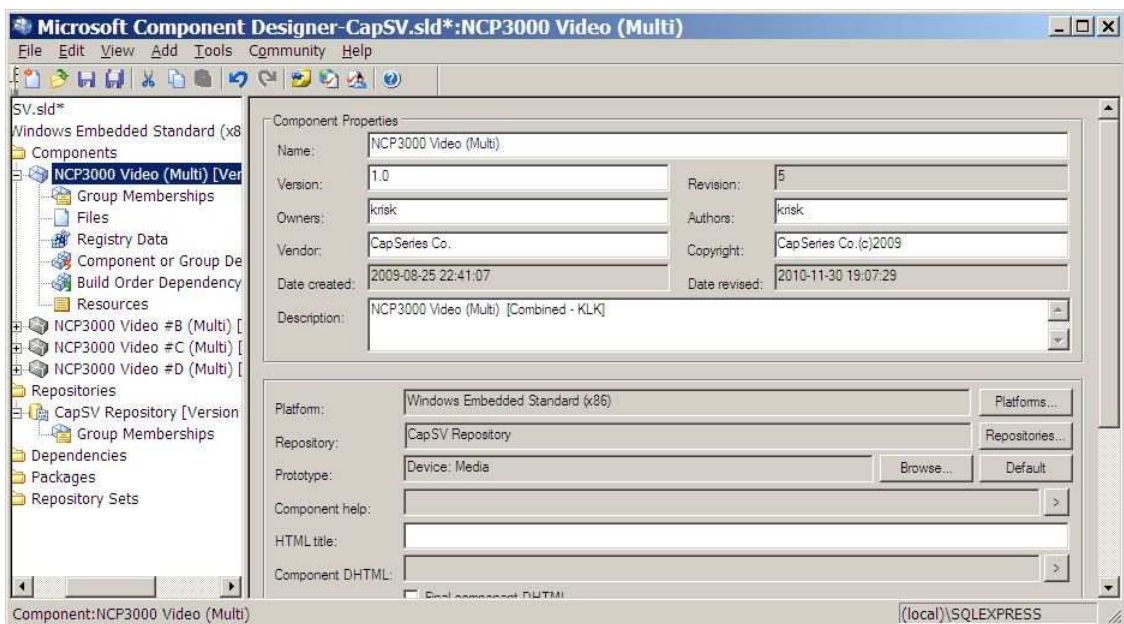 Microsoft Component Designer-CapSV.sld*:NCP3000 Video (Multi)
File Edit View Add Tools Community Help
SV.sld*
Windows Embedded Standard (x8
Components
NCP3000 Video (Multi) [Ver
Group Memberships
Files
Registry Data
Component or Group De
Build Order Dependency
Resources
NCP3000 Video #B (Multi) [
NCP3000 Video #C (Multi) [
NCP3000 Video #D (Multi) [
Repositories
CapSV Repository [Version
Group Memberships
Dependencies
Packages
Repository Sets
Component Properties
Name: NCP3000 Video (Multi)
Version: 1.0 Revision: 5
Owners: krisk Authors: krisk
Vendor: CapSeries Co. Copyright: CapSeries Co.(c)2009
Date created: 2009-08-25 22:41:07 Date revised: 2010-11-30 19:07:29
Description: NCP3000 Video (Multi) [Combined - KLK]
Platform: Windows Embedded Standard (x86) Platforms...
Repository: CapSV Repository Repositories...
Prototype: Device: Media Browse... Default
Component help: >
HTML title:
Component DHTML: >
Final component DHTML
Component:NCP3000 Video (Multi) (local)\SQLEXPRESS